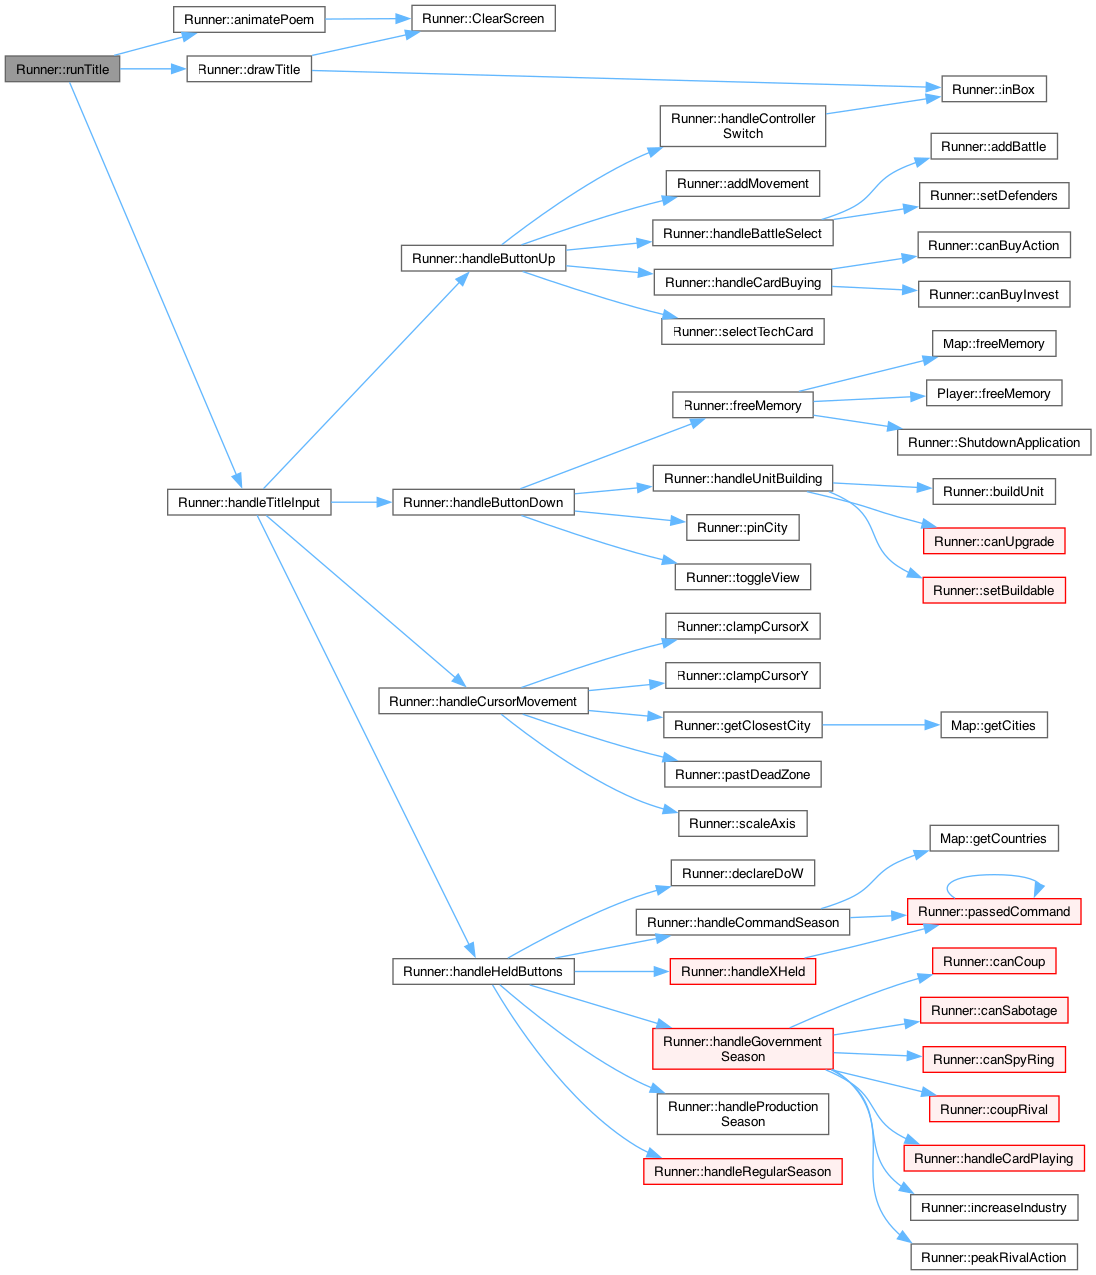 Runner::runTitle
Runner::animatePoem
Runner::ClearScreen
Runner::drawTitle
Runner::inBox
Runner::handleTitleInput
Runner::handleButtonUp
Runner::handleController
Switch
Runner::addMovement
Runner::handleBattleSelect
Runner::addBattle
Runner::setDefenders
Runner::handleCardBuying
Runner::canBuyAction
Runner::canBuyInvest
Runner::selectTechCard
Runner::handleButtonDown
Runner::freeMemory
Map::freeMemory
Player::freeMemory
Runner::ShutdownApplication
Runner::handleUnitBuilding
Runner::buildUnit
Runner::canUpgrade
Runner::setBuildable
Runner::pinCity
Runner::toggleView
Runner::handleCursorMovement
Runner::clampCursorX
Runner::clampCursorY
Runner::getClosestCity
Map::getCities
Runner::pastDeadZone
Runner::scaleAxis
Runner::handleHeldButtons
Runner::declareDoW
Runner::handleCommandSeason
Map::getCountries
Runner::passedCommand
Runner::handleXHeld
Runner::handleGovernment
Season
Runner::canCoup
Runner::canSabotage
Runner::canSpyRing
Runner::coupRival
Runner::handleCardPlaying
Runner::increaseIndustry
Runner::peakRivalAction
Runner::handleProduction
Season
Runner::handleRegularSeason